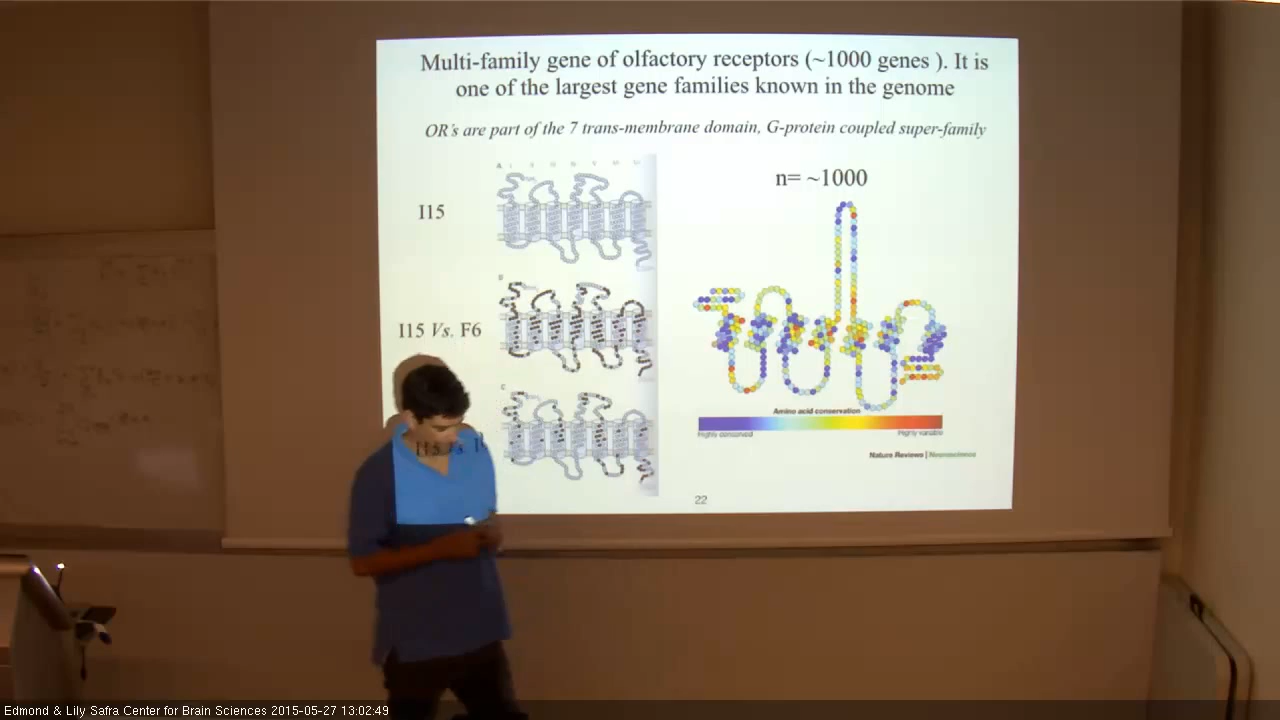 Multi-family gene of olfactory receptors (~1000 genes ). It is
one of the largest gene families known in the genome
OR's are part of the 7 trans-membrane domain, G-protein coupled super-family
n= ~1000
A
I15
B
I15 Vs. F6
C
I15 Vs.
Amino acid conservation
Highly conserved
Highly variable
Nature Reviews | Neuroscience
22
Edmond & Lily Safra Center for Brain Sciences 2015-05-27 13:02:49